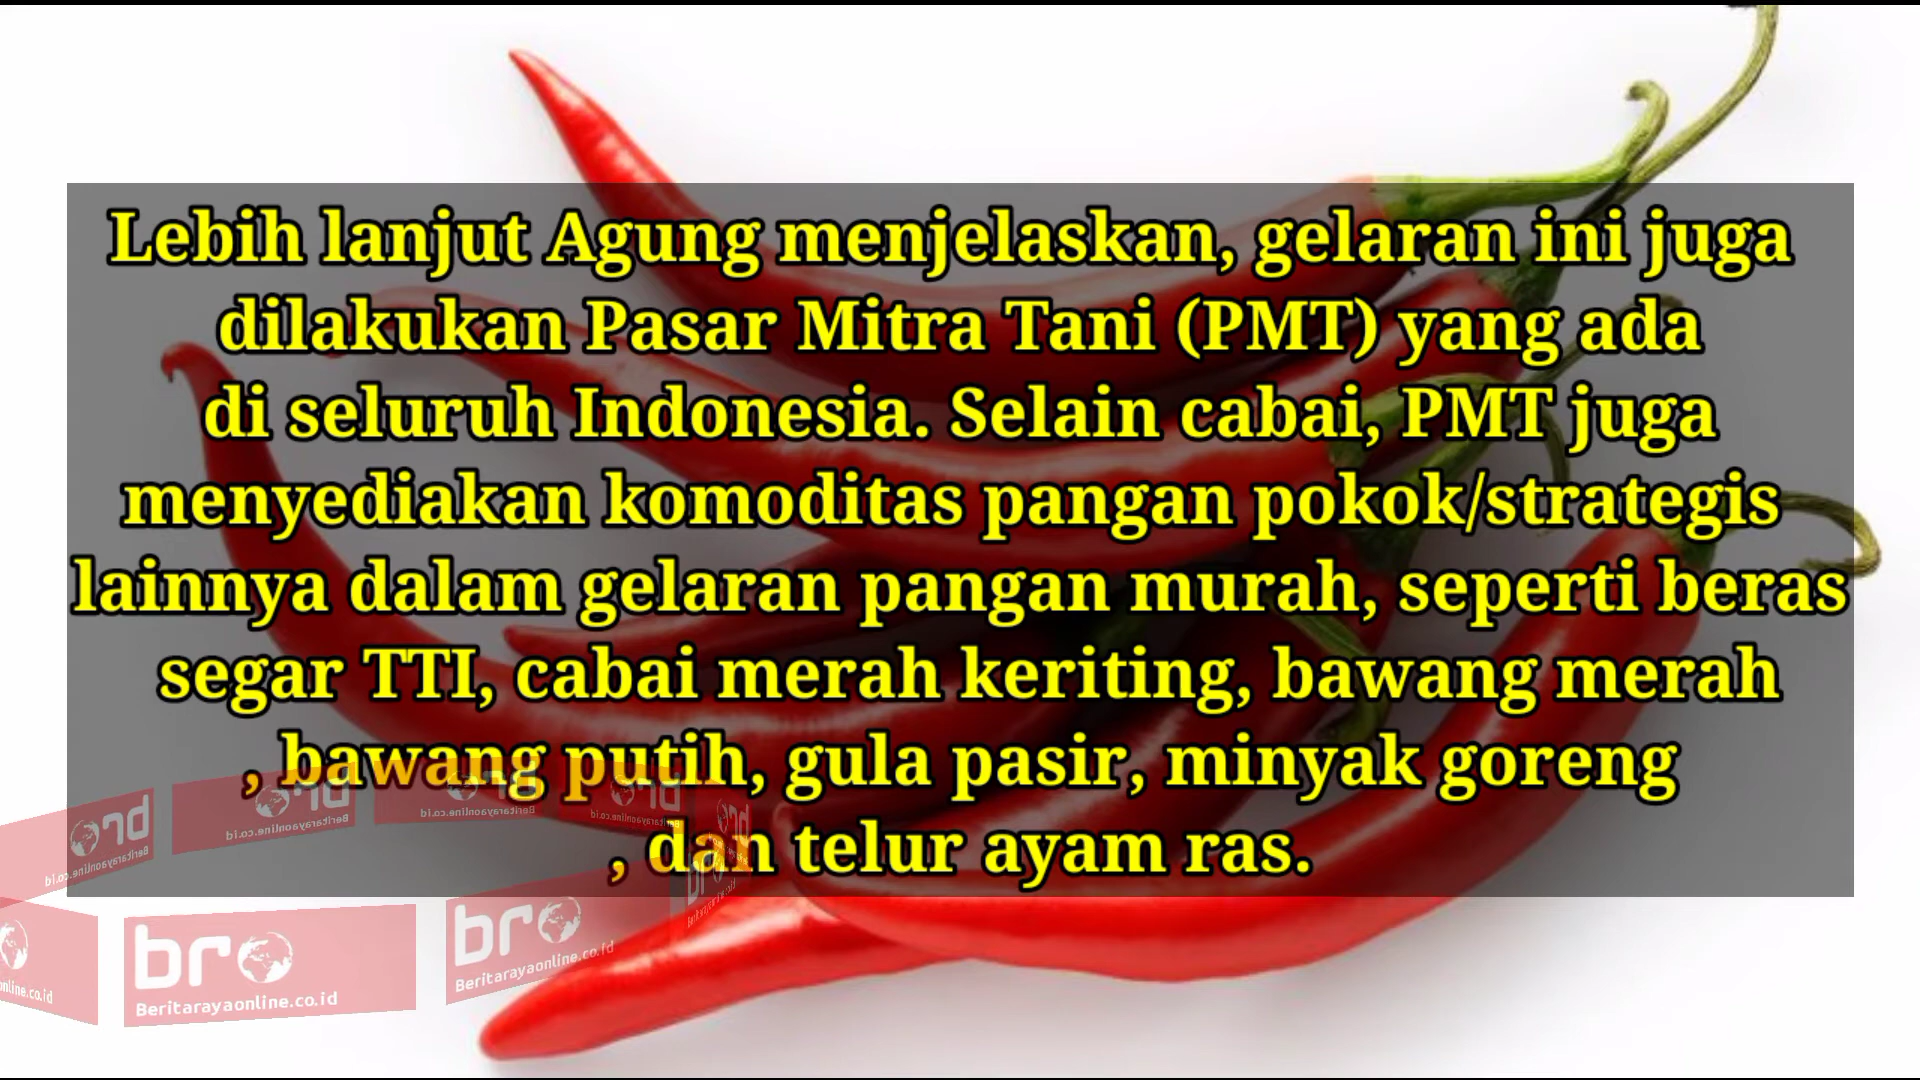 Lebih lanjut Agung menjelaskan, gelaran ini juga
dilakukan Pasar Mitra Tani (PMT) yang ada
di seluruh Indonesia. Selain cabai, PMT juga
menyediakan komoditas pangan pokok/strategis
lainnya dalam gelaran pangan murah, seperti beras
segar TTI, cabai merah keriting, bawang merah
, bawang putih, gula pasir, minyak goreng
, dan telur ayam ras.
bro
Beritarayaonline.co.id
bro
Beritarayaonline.co.id